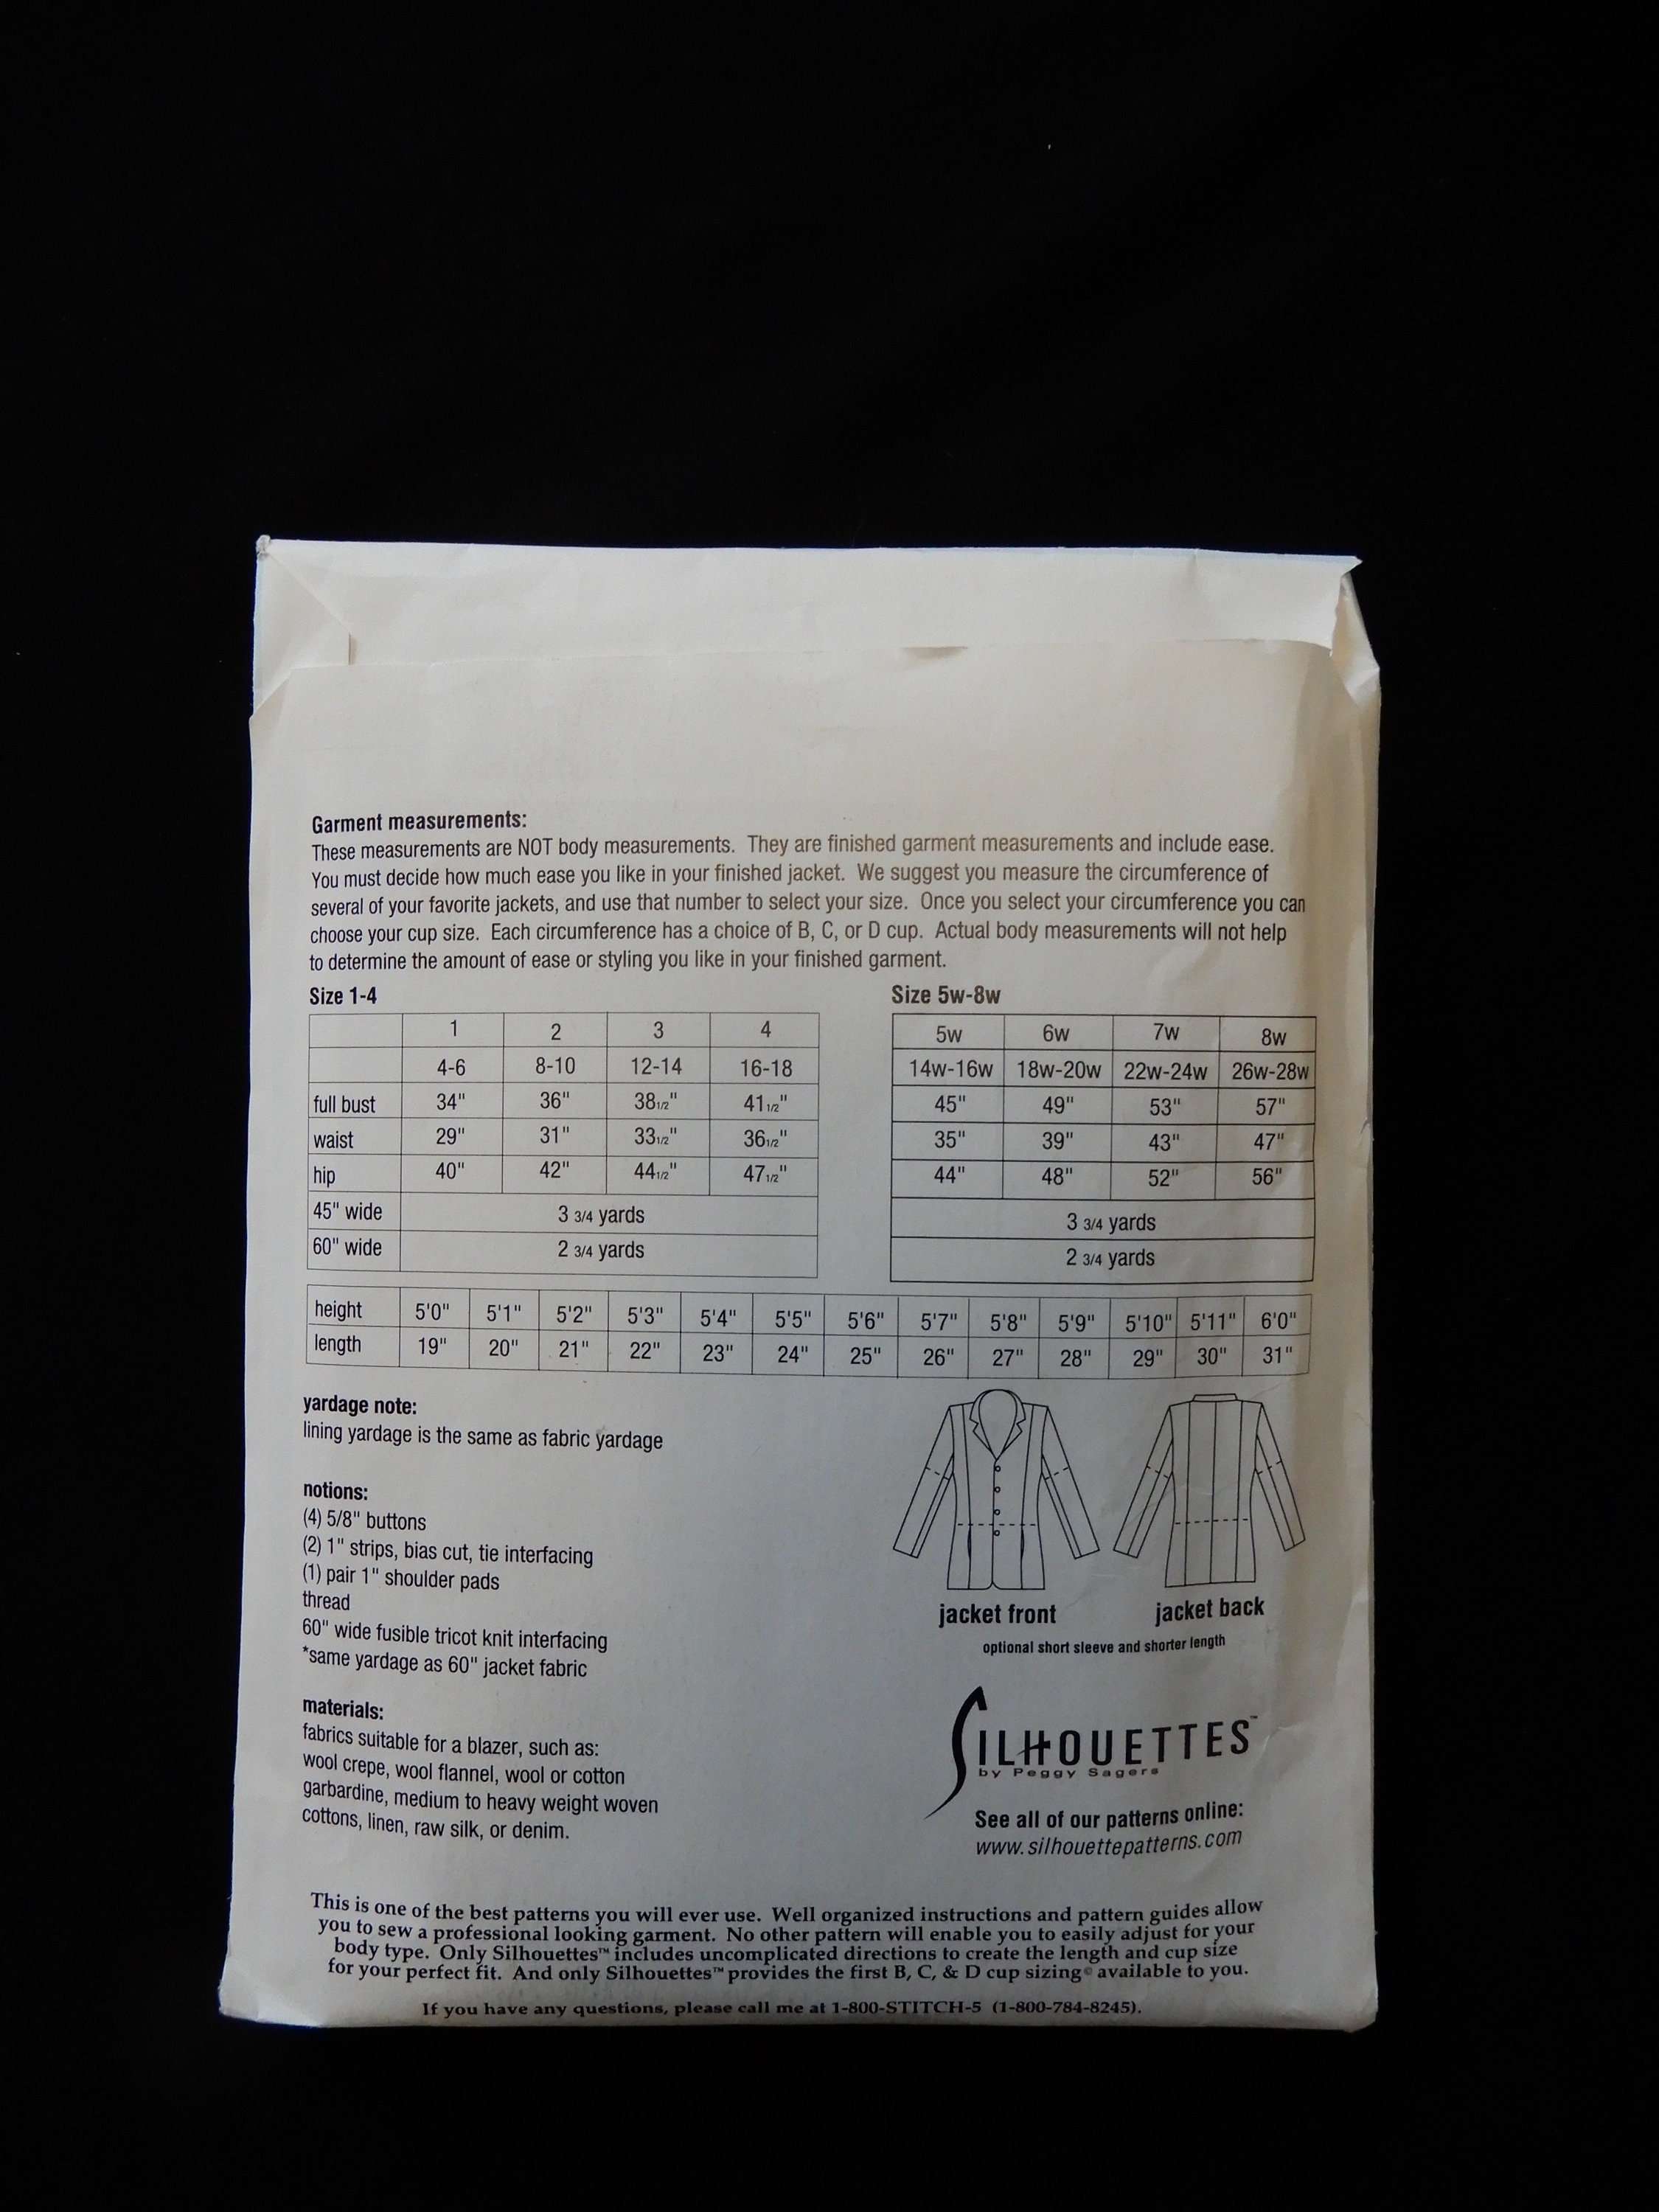 Garment measurements:
These measurements are NOT body measurements. They are finished garment measurements and include ease.
You must decide how much ease you like in your finished jacket. We suggest you measure the circumference of
several of your favorite jackets, and use that number to select your size. Once you select your circumference you can
choose your cup size. Each circumference has a choice of B, C, or D cup. Actual body measurements will not help
to determine the amount of ease or styling you like in your finished garment.
Size 1-4
1 2 3 4
4-6 8-10 12-14 16-18
full bust 34" 36" 38 1/2" 41 1/2"
waist 29" 31" 33 1/2" 36 1/2"
hip 40" 42" 44 1/2" 47 1/2"
45" wide 3 3/4 yards
60" wide 2 3/4 yards
Size 5w-8w
5w 6w 7w 8w
14w-16w 18w-20w 22w-24w 26w-28w
45" 49" 53" 57"
35" 39" 43" 47"
44" 48" 52" 56"
3 3/4 yards
2 3/4 yards
height 5'0" 5'1" 5'2" 5'3" 5'4" 5'5" 5'6" 5'7" 5'8" 5'9" 5'10" 5'11" 6'0"
length 19" 20" 21" 22" 23" 24" 25" 26" 27" 28" 29" 30" 31"
yardage note:
lining yardage is the same as fabric yardage
notions:
(4) 5/8" buttons
(2) 1" strips, bias cut, tie interfacing
(1) pair 1" shoulder pads
thread
60" wide fusible tricot knit interfacing
*same yardage as 60" jacket fabric
materials:
fabrics suitable for a blazer, such as:
wool crepe, wool flannel, wool or cotton
garbardine, medium to heavy weight woven
cottons, linen, raw silk, or denim.
jacket front
jacket back
optional short sleeve and shorter length
SILHOUETTES™
by Peggy Sagers
See all of our patterns online:
www.silhouettepatterns.com
This is one of the best patterns you will ever use. Well organized instructions and pattern guides allow
you to sew a professional looking garment. No other pattern will enable you to easily adjust for your
body type. Only Silhouettes™ includes uncomplicated directions to create the length and cup size
for your perfect fit. And only Silhouettes™ provides the first B, C, & D cup sizing© available to you.
If you have any questions, please call me at 1-800-STITCH-5 (1-800-784-8245).